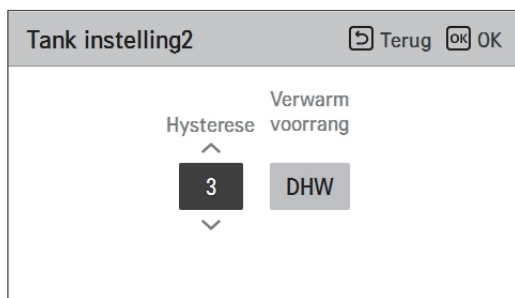 Tank instelling2
Terug
OK OK
Verwarm
Hysterese voorrang
3
DHW